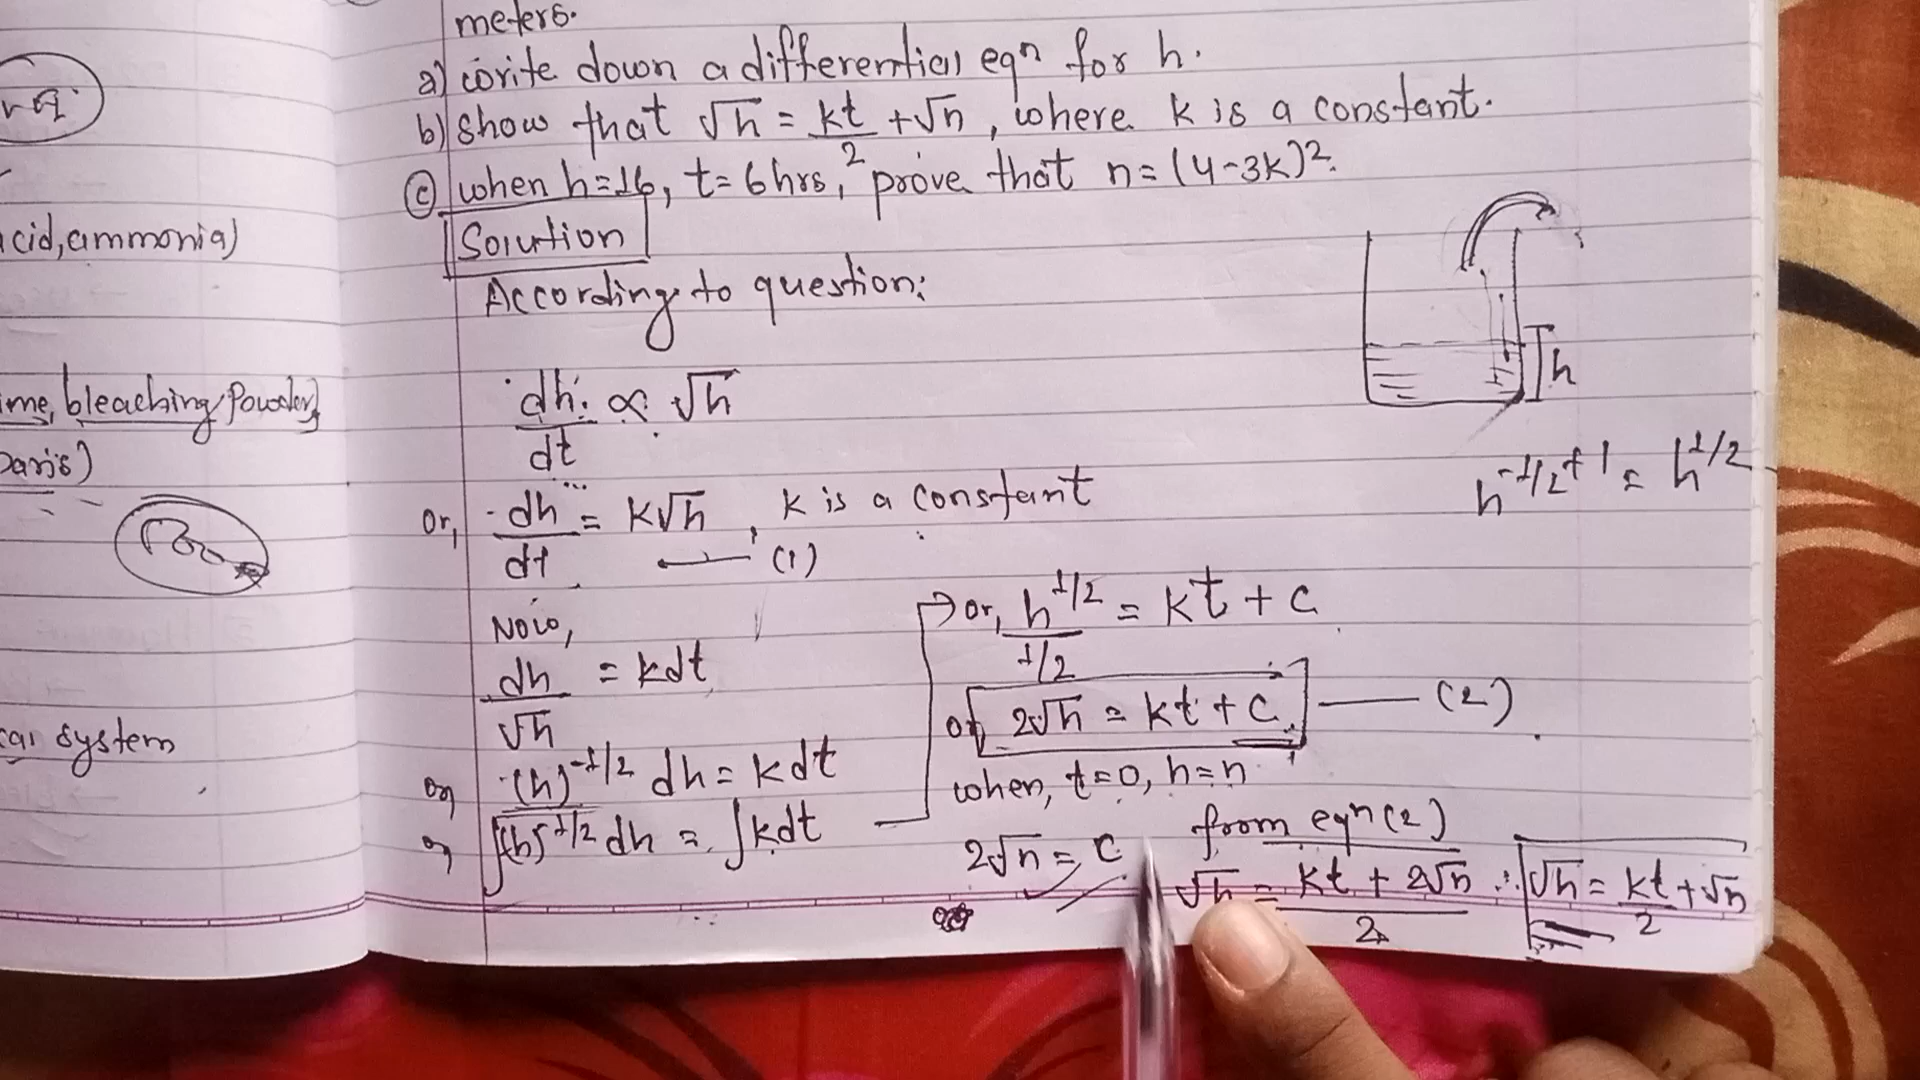 meters.
a) write down a differential eqn for h.
b) show that √h = kt/2 + √n, where k is a constant.
c) when h=16, t= 6hrs, prove that n= (4-3k)².
Solution
According to question:
dh/dt ∝ √h
or, dh/dt = k√h, k is a constant
(1)
Now,
dh/√h = kdt
or, (h)^-1/2 dh = kdt
or, ∫(h)^-1/2 dh = ∫kdt
→ or, h^1/2 / 1/2 = kt + c
or, 2√h = kt + c (2)
when, t=0, h=n
2√n = c
from eqn (2)
√h = kt + 2√n / 2
∴ √h = kt/2 + √n
h
h^-1/2+1 = h^1/2
acid, ammonia)
ime, bleaching Powder,
Paris)
cal system